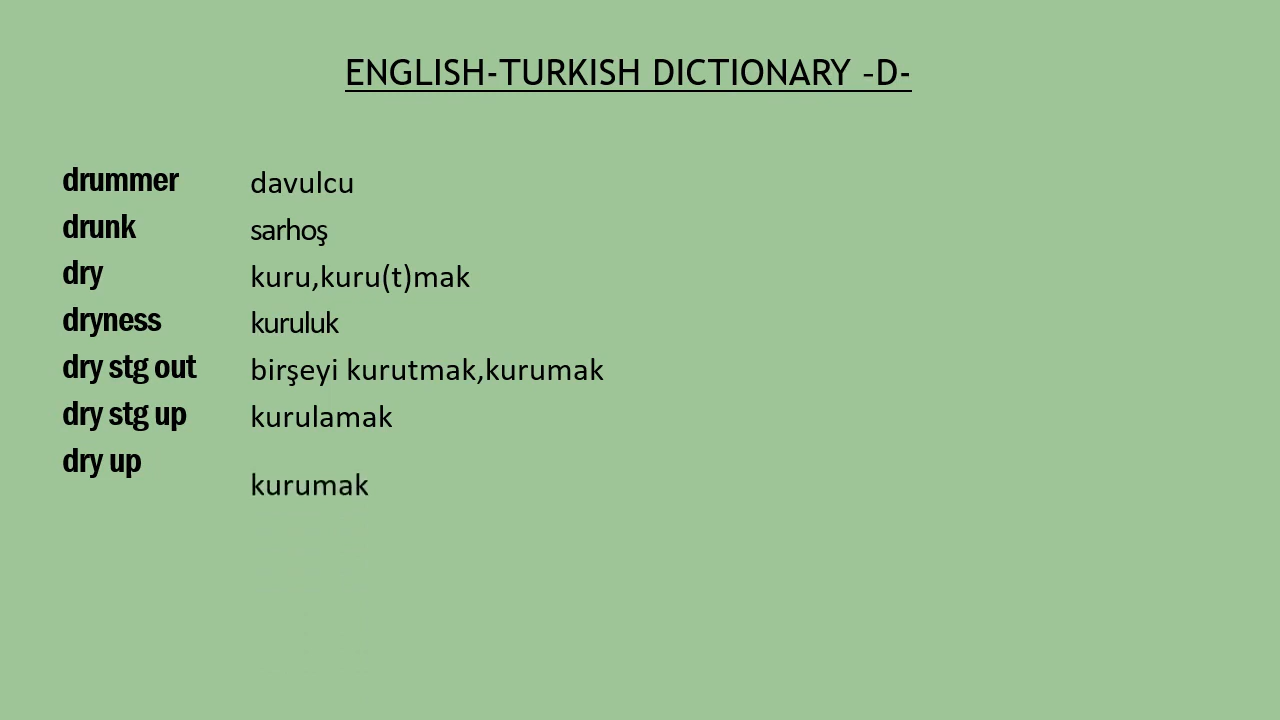 ENGLISH-TURKISH DICTIONARY –D-
drummer davulcu
drunk sarhoş
dry kuru,kuru(t)mak
dryness kuruluk
dry stg out birşeyi kurutmak,kurumak
dry stg up kurulamak
dry up kurumak